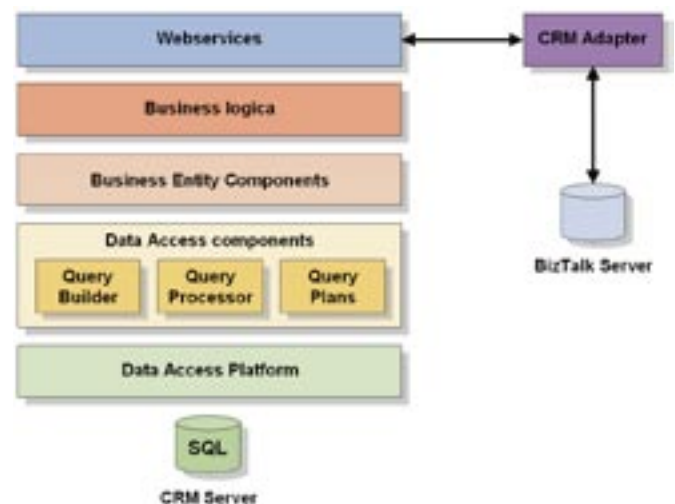 Webservices
CRM Adapter
Business logica
Business Entity Components
Data Access components
Query
Builder
Query
Processor
Query
Plans
BizTalk Server
Data Access Platform
SQL
CRM Server